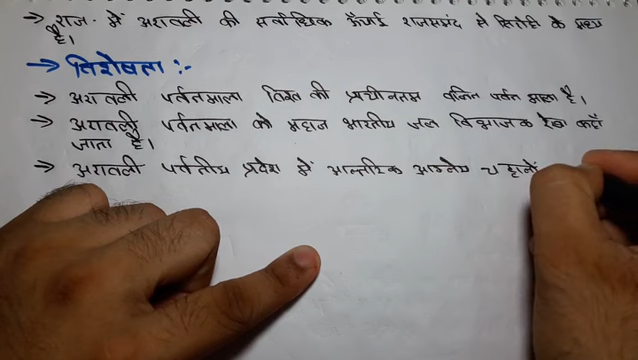 → राज. में अरावली की सर्वाधिक ऊँचाई राजसमंद से सिरोही के मध्य
है।
→ विशेषता :-
→ अरावली पर्वतमाला विश्व की प्राचीनतम वलित पर्वत माला है।
→ अरावली पर्वतमाला को महान भारतीय जल विभाजक रेखा कहाँ
जाता है।
→ अरावली पर्वतीय प्रदेश में आन्तरिक आग्नेय चट्टानों